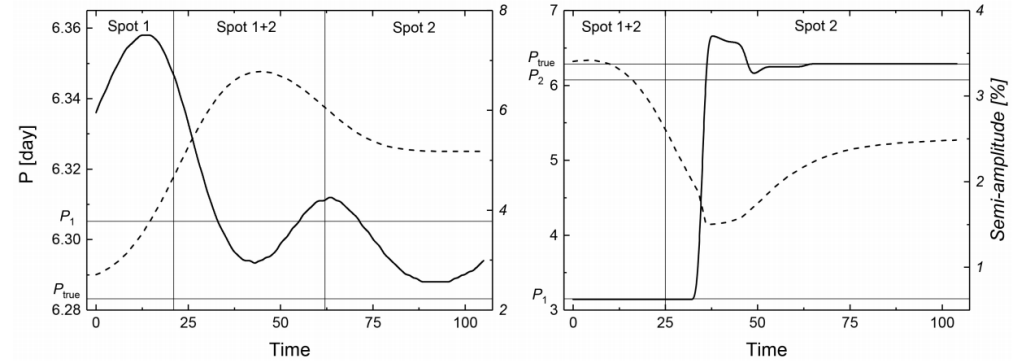 Spot 1 Spot 1+2 Spot 2
6.36
6.34
6.32
6.30
6.28
P1
Ptrue
P [day]
8
6
4
2
0 25 50 75 100
Time
Spot 1+2 Spot 2
7
6
5
4
3
Ptrue
P2
P1
4
3
2
1
Semi-amplitude [%]
0 25 50 75 100
Time